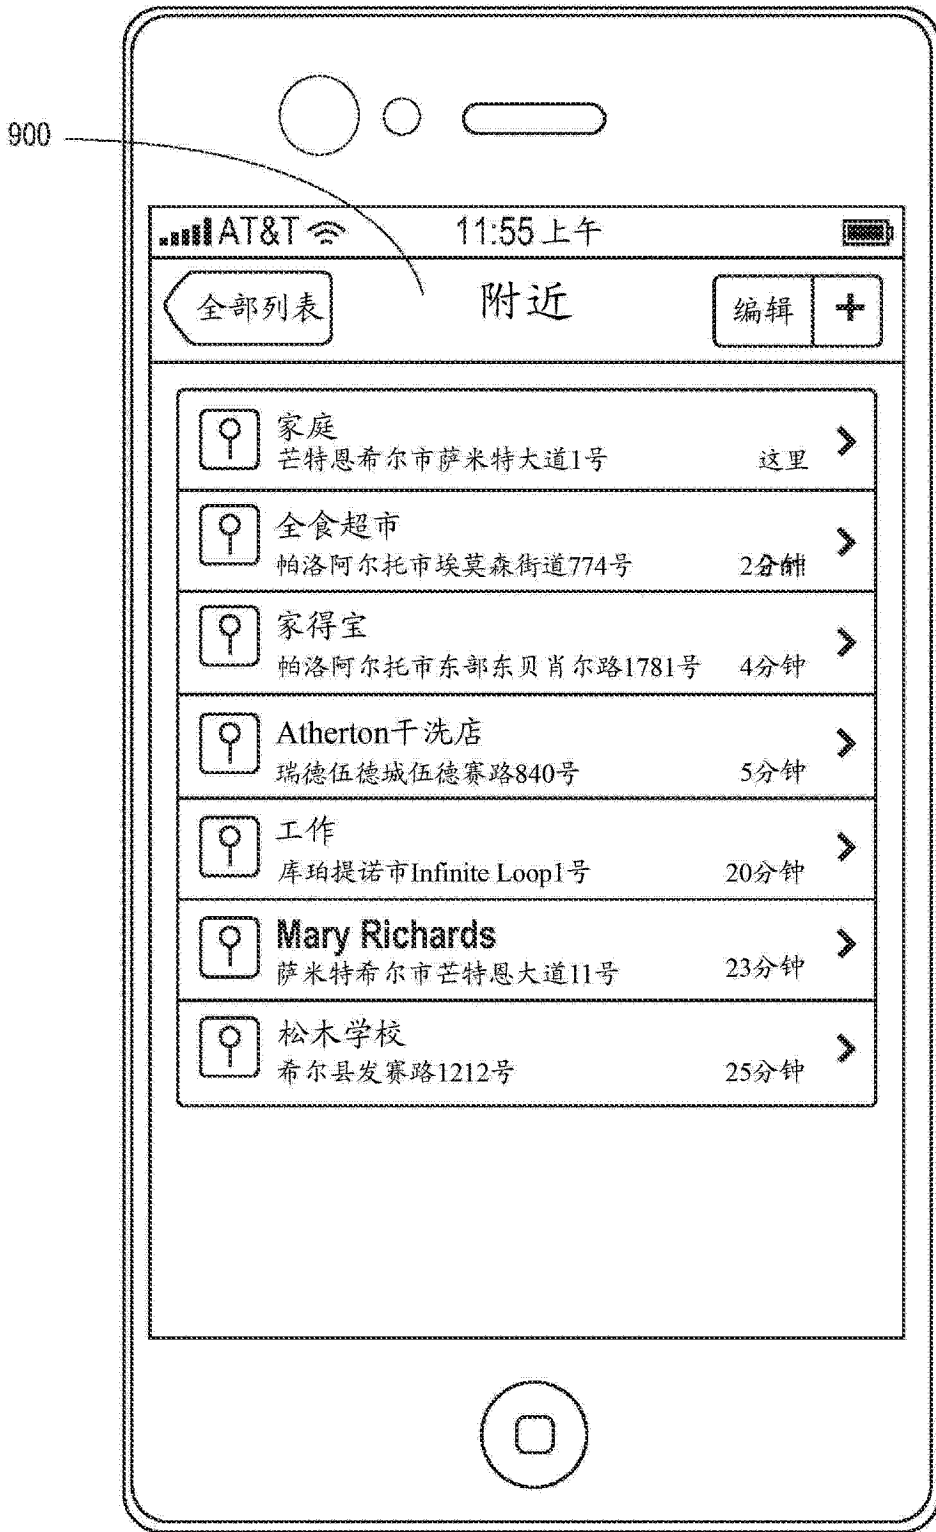 900
AT&T 11:55 上午
全部列表 附近 编辑 +
家庭
芒特恩希尔市萨米特大道1号 这里
全食超市
帕洛阿尔托市埃莫森街道774号 2分钟
家得宝
帕洛阿尔托市东部东贝肖尔路1781号 4分钟
Atherton干洗店
瑞德伍德城伍德赛路840号 5分钟
工作
库珀提诺市Infinite Loop1号 20分钟
Mary Richards
萨米特希尔市芒特恩大道11号 23分钟
松木学校
希尔县发赛路1212号 25分钟